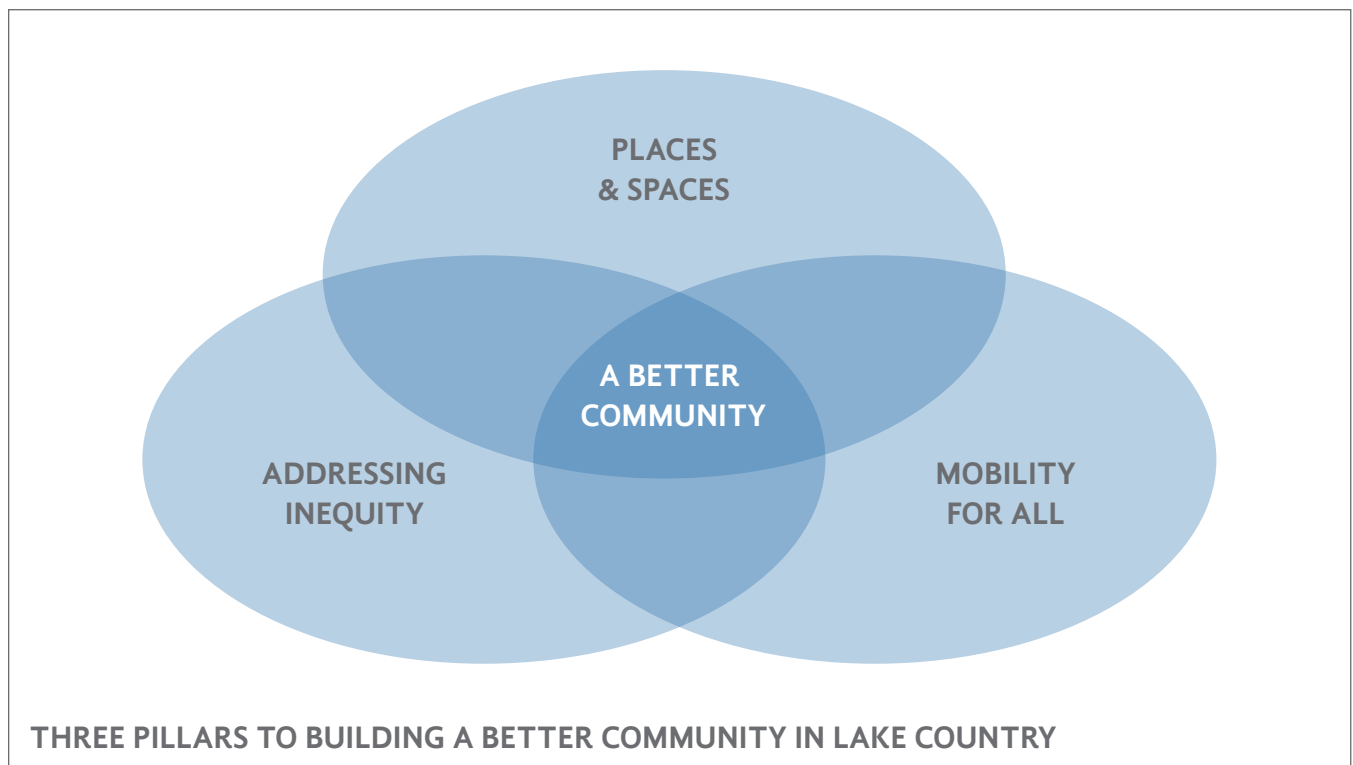 PLACES
& SPACES
A BETTER
COMMUNITY
ADDRESSING
INEQUITY
MOBILITY
FOR ALL
THREE PILLARS TO BUILDING A BETTER COMMUNITY IN LAKE COUNTRY